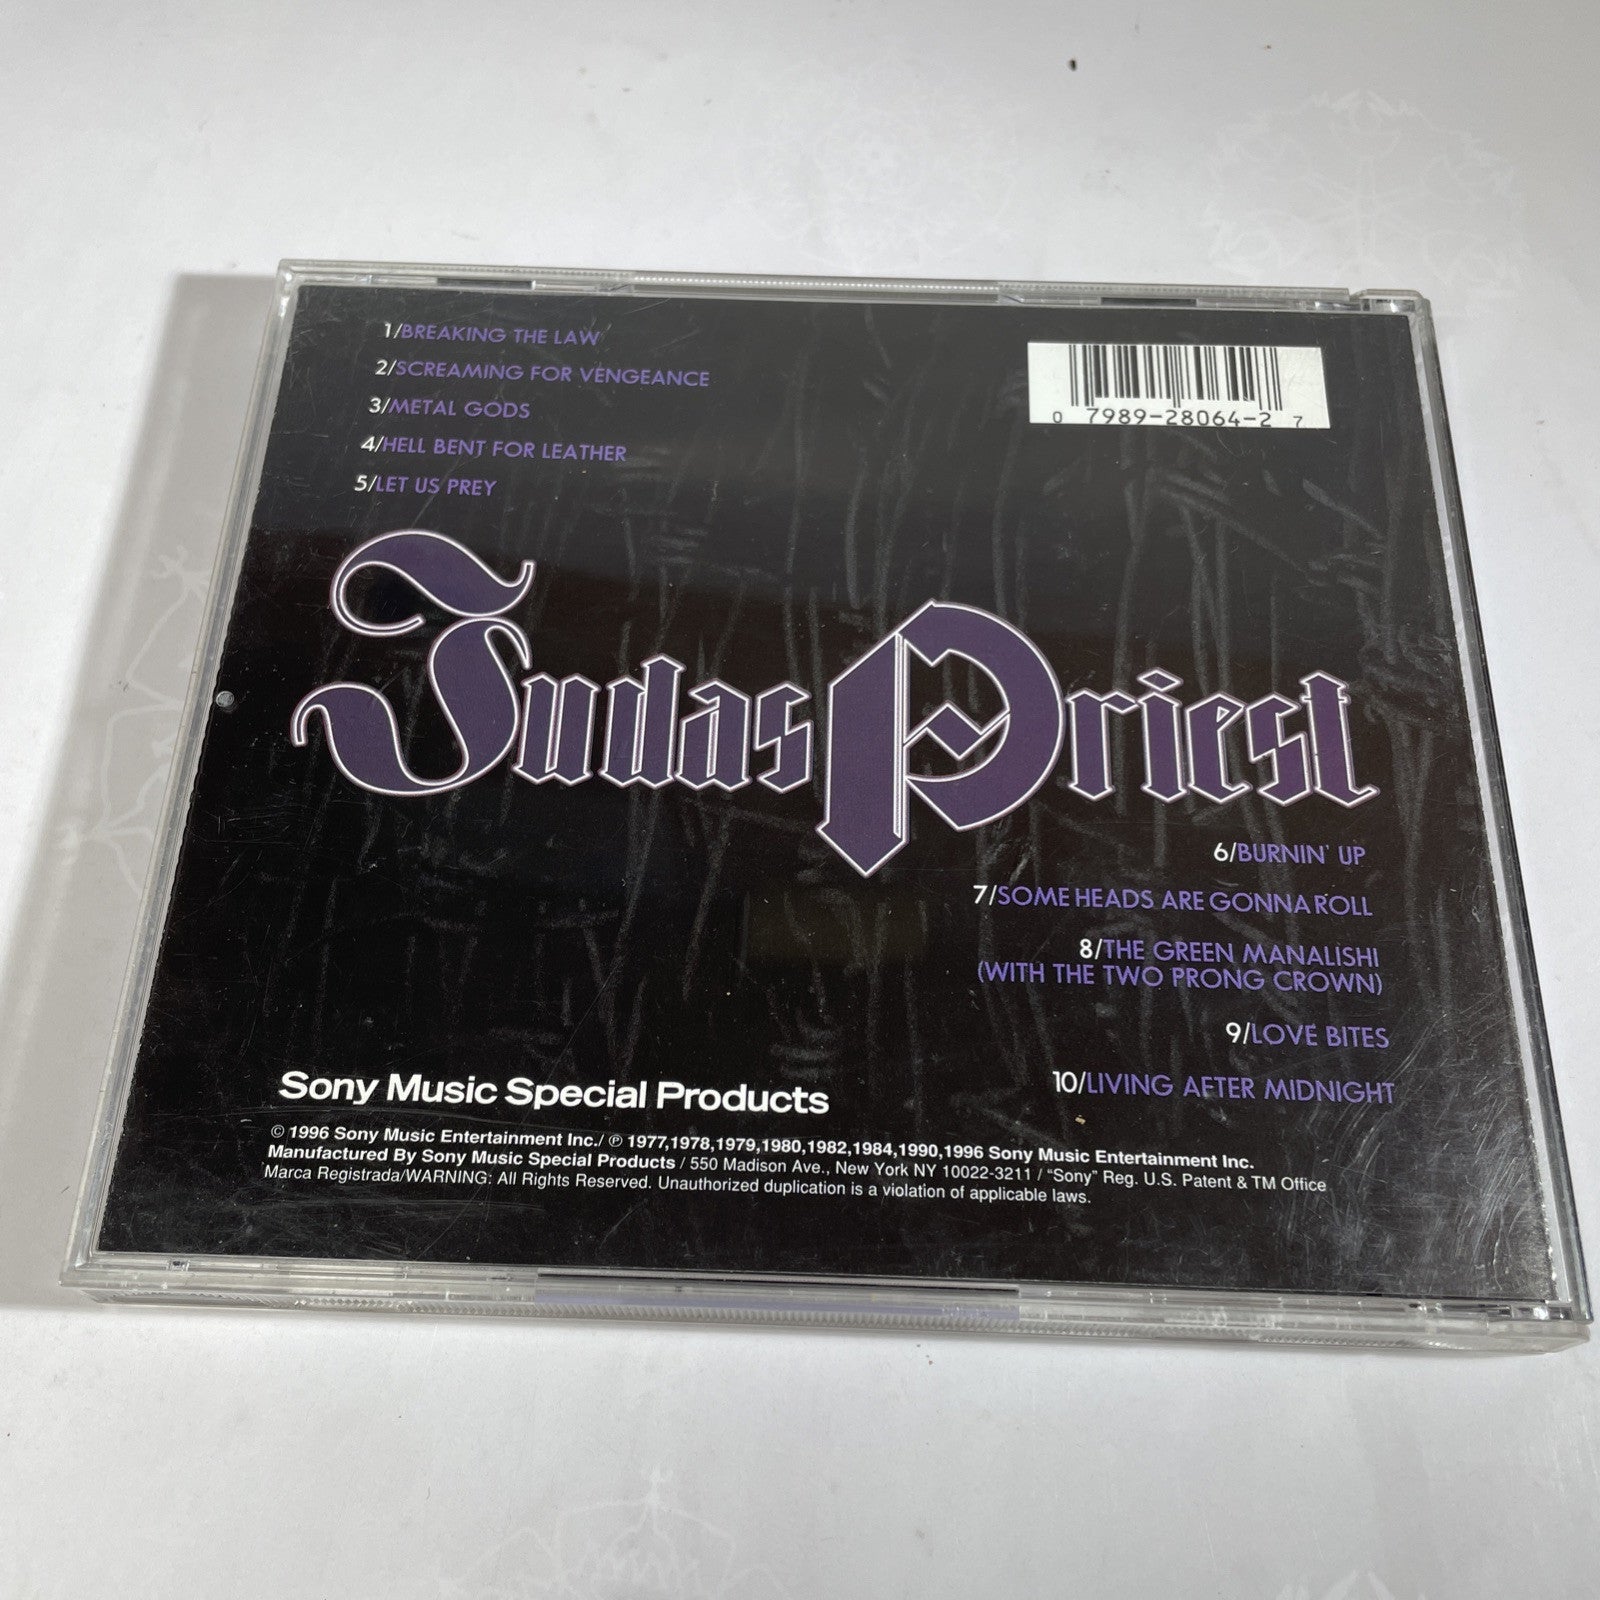 1/BREAKING THE LAW
2/SCREAMING FOR VENGEANCE
3/METAL GODS
4/HELL BENT FOR LEATHER
5/LET US PREY
0 7989-28064-2 7
Judas Priest
6/BURNIN' UP
7/SOME HEADS ARE GONNA ROLL
8/THE GREEN MANALISHI
(WITH THE TWO PRONG CROWN)
9/LOVE BITES
10/LIVING AFTER MIDNIGHT
Sony Music Special Products
© 1996 Sony Music Entertainment Inc./ ℗ 1977,1978,1979,1980,1982,1984,1990,1996 Sony Music Entertainment Inc.
Manufactured By Sony Music Special Products / 550 Madison Ave., New York NY 10022-3211 / "Sony" Reg. U.S. Patent & TM Office
Marca Registrada/WARNING: All Rights Reserved. Unauthorized duplication is a violation of applicable laws.